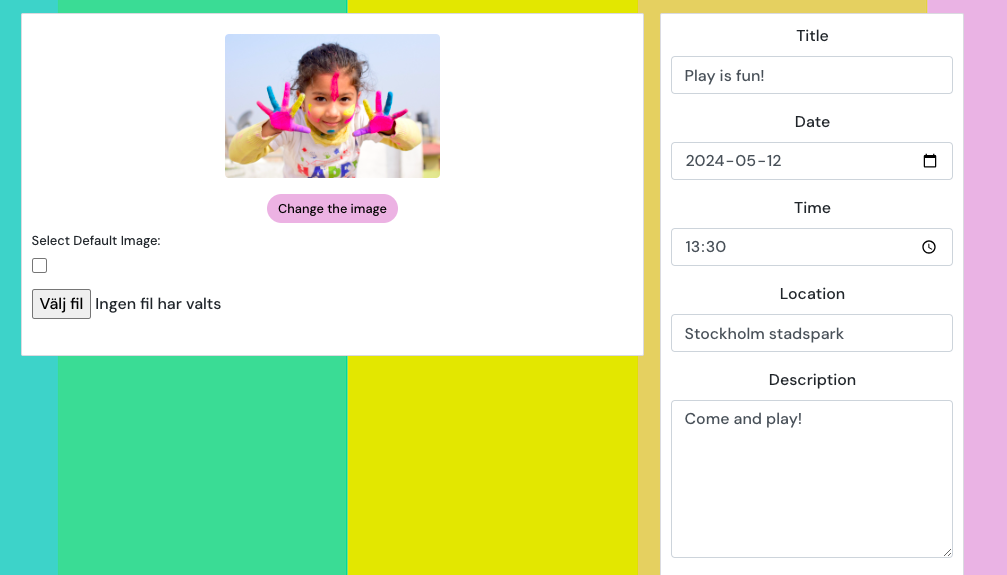 Change the image
Select Default Image:
Välj fil Ingen fil har valts
Title
Play is fun!
Date
2024-05-12
Time
13:30
Location
Stockholm stadspark
Description
Come and play!